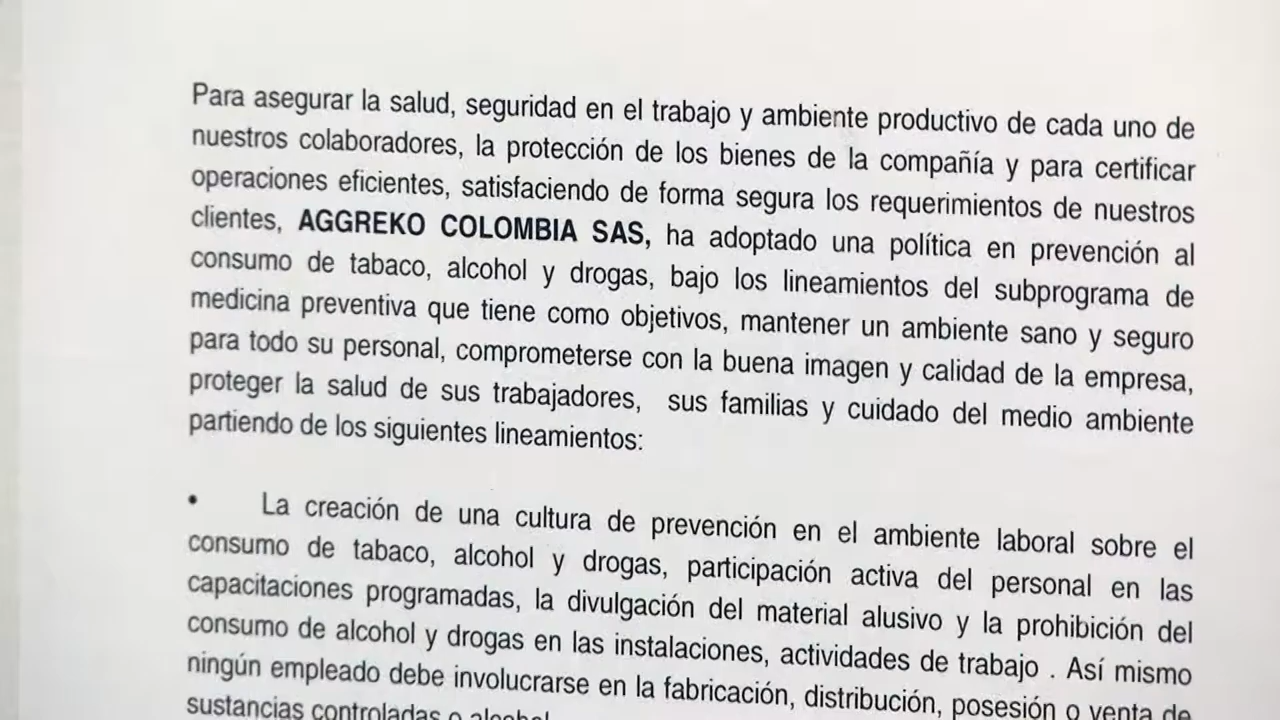 Para asegurar la salud, seguridad en el trabajo y ambiente productivo de cada uno de
nuestros colaboradores, la protección de los bienes de la compañía y para certificar
operaciones eficientes, satisfaciendo de forma segura los requerimientos de nuestros
clientes, AGGREKO COLOMBIA SAS, ha adoptado una política en prevención al
consumo de tabaco, alcohol y drogas, bajo los lineamientos del subprograma de
medicina preventiva que tiene como objetivos, mantener un ambiente sano y seguro
para todo su personal, comprometerse con la buena imagen y calidad de la empresa,
proteger la salud de sus trabajadores, sus familias y cuidado del medio ambiente
partiendo de los siguientes lineamientos:
• La creación de una cultura de prevención en el ambiente laboral sobre el
consumo de tabaco, alcohol y drogas, participación activa del personal en las
capacitaciones programadas, la divulgación del material alusivo y la prohibición del
consumo de alcohol y drogas en las instalaciones, actividades de trabajo . Así mismo
ningún empleado debe involucrarse en la fabricación, distribución, posesión o venta de
sustancias controladas o alcohol